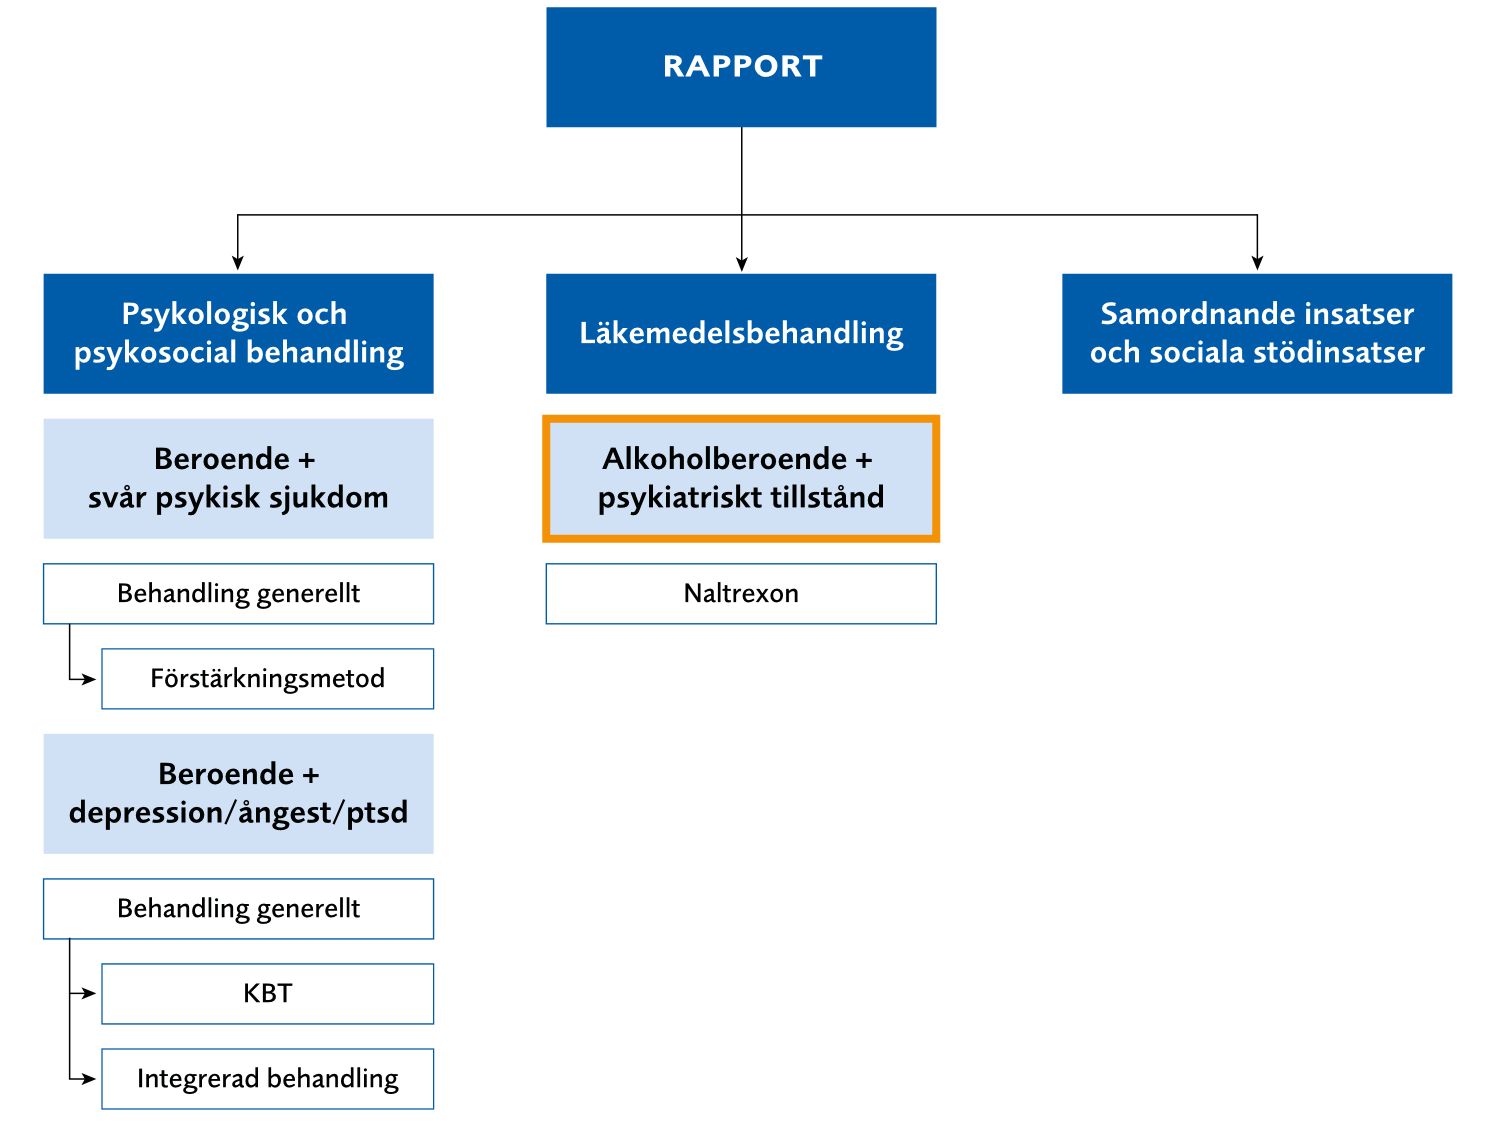 RAPPORT
Psykologisk och
psykosocial behandling
Läkemedelsbehandling
Samordnande insatser
och sociala stödinsatser
Beroende +
svår psykisk sjukdom
Alkoholberoende +
psykiatriskt tillstånd
Behandling generellt
Naltrexon
Förstärkningsmetod
Beroende +
depression/ångest/ptsd
Behandling generellt
KBT
Integrerad behandling